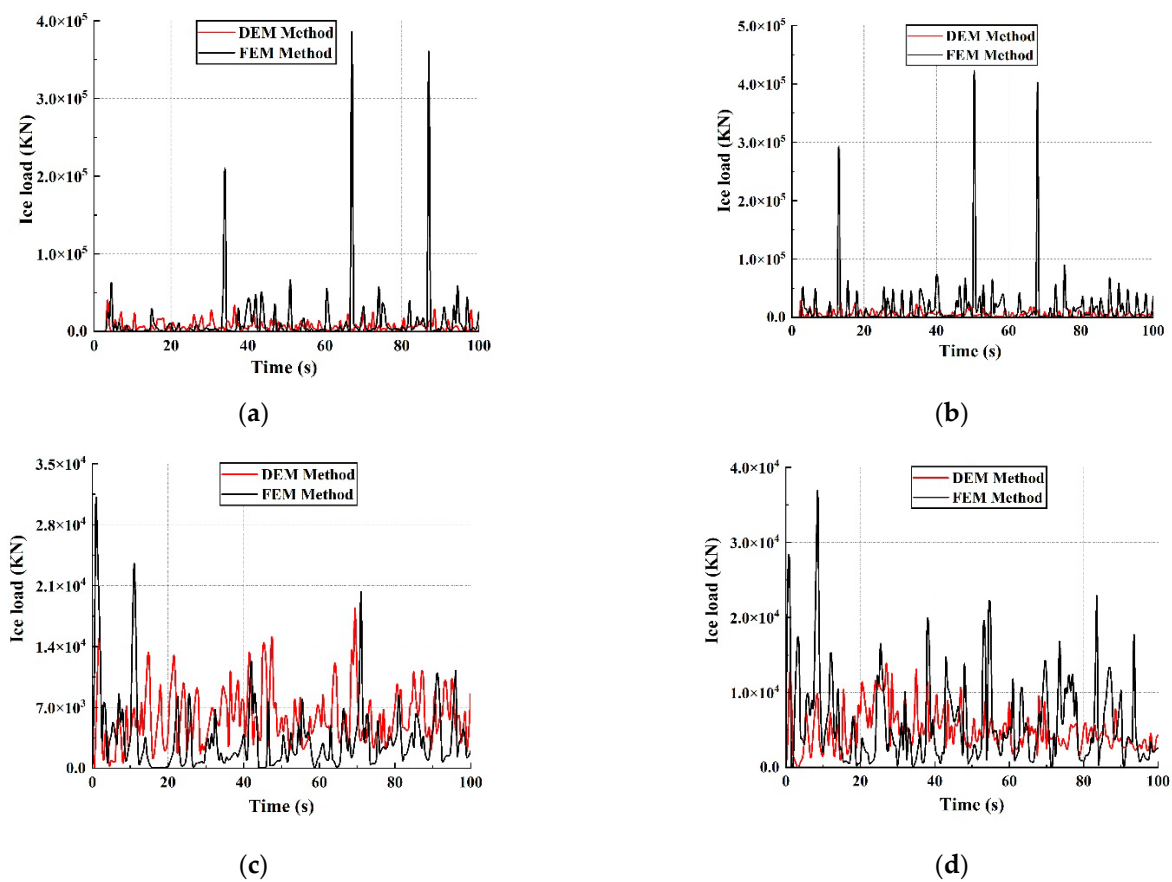 DEM Method
FEM Method
4.0×10⁵
3.0×10⁵
2.0×10⁵
1.0×10⁵
0.0
Ice load (KN)
0 20 40 60 80 100
Time (s)
(a)
DEM Method
FEM Method
5.0×10⁵
4.0×10⁵
3.0×10⁵
2.0×10⁵
1.0×10⁵
0.0
Ice load (KN)
0 20 40 60 80 100
Time (s)
(b)
DEM Method
FEM Method
3.5×10⁴
2.8×10⁴
2.1×10⁴
1.4×10⁴
7.0×10³
0.0
Ice load (KN)
0 20 40 60 80 100
Time (s)
(c)
DEM Method
FEM Method
4.0×10⁴
3.0×10⁴
2.0×10⁴
1.0×10⁴
0.0
Ice load (KN)
0 20 40 60 80 100
Time (s)
(d)